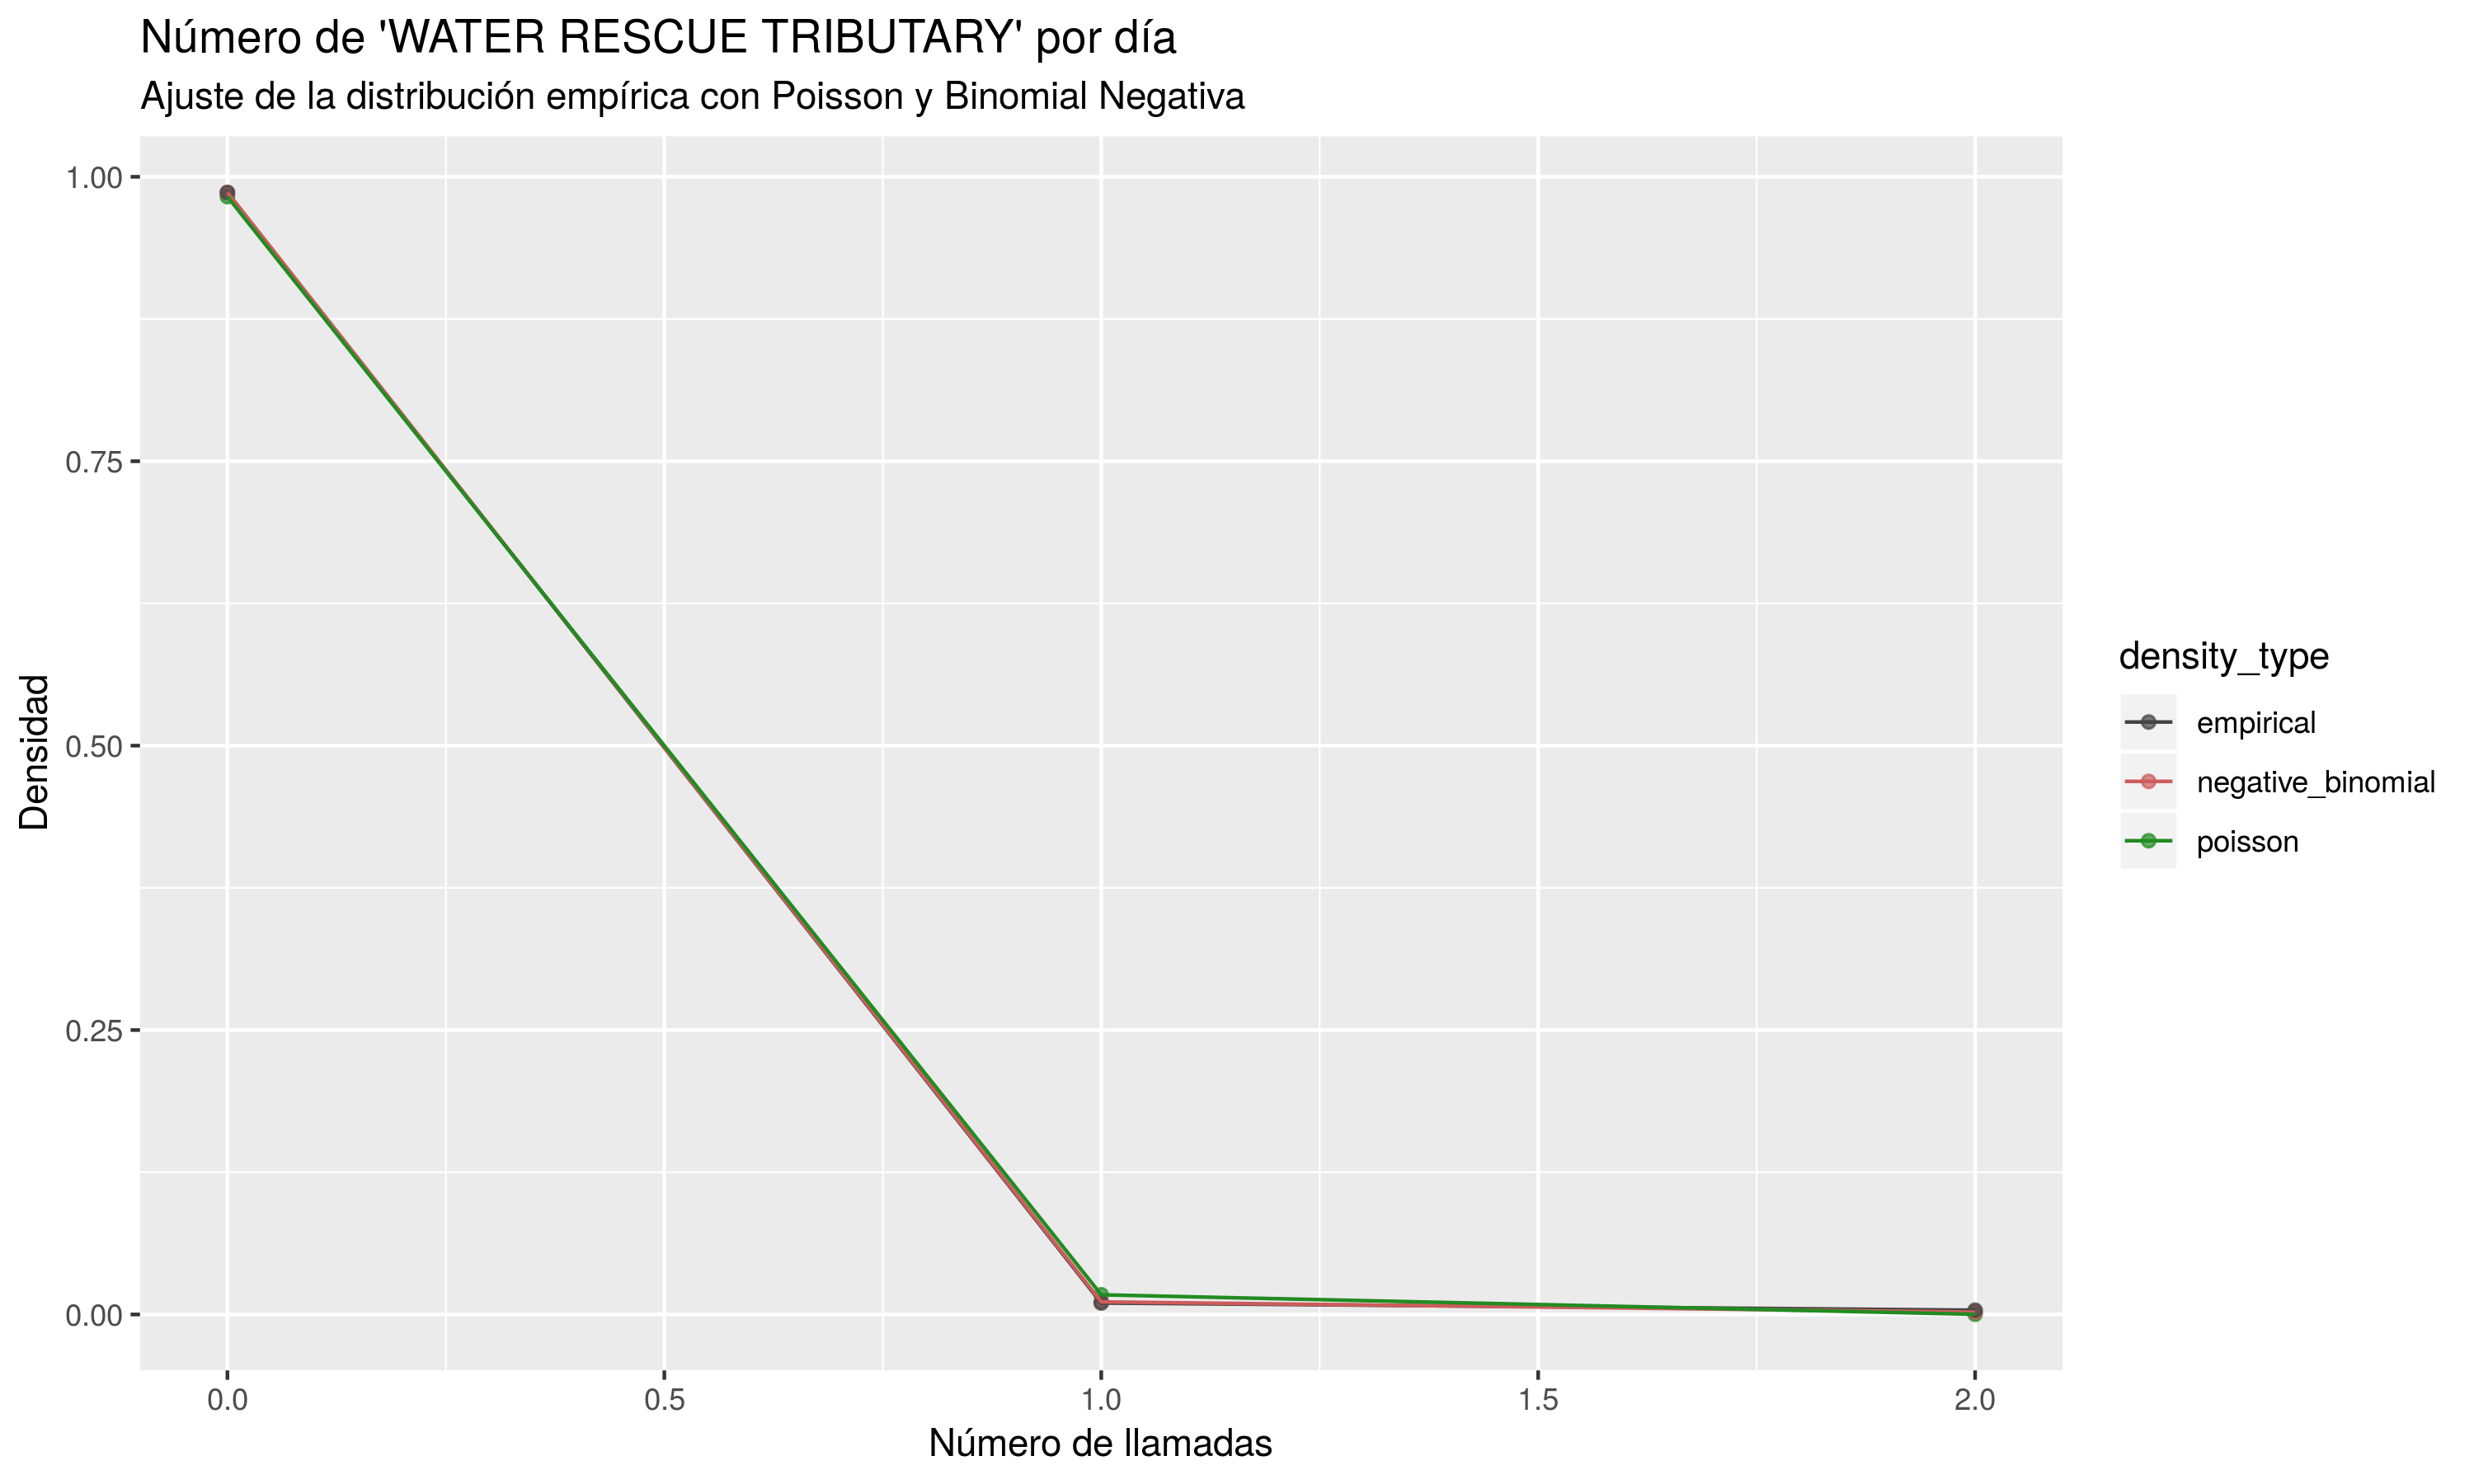 Número de 'WATER RESCUE TRIBUTARY' por día
Ajuste de la distribución empírica con Poisson y Binomial Negativa
Densidad
1.00
0.75
0.50
0.25
0.00
0.0
0.5
1.0
1.5
2.0
Número de llamadas
density_type
empirical
negative_binomial
poisson